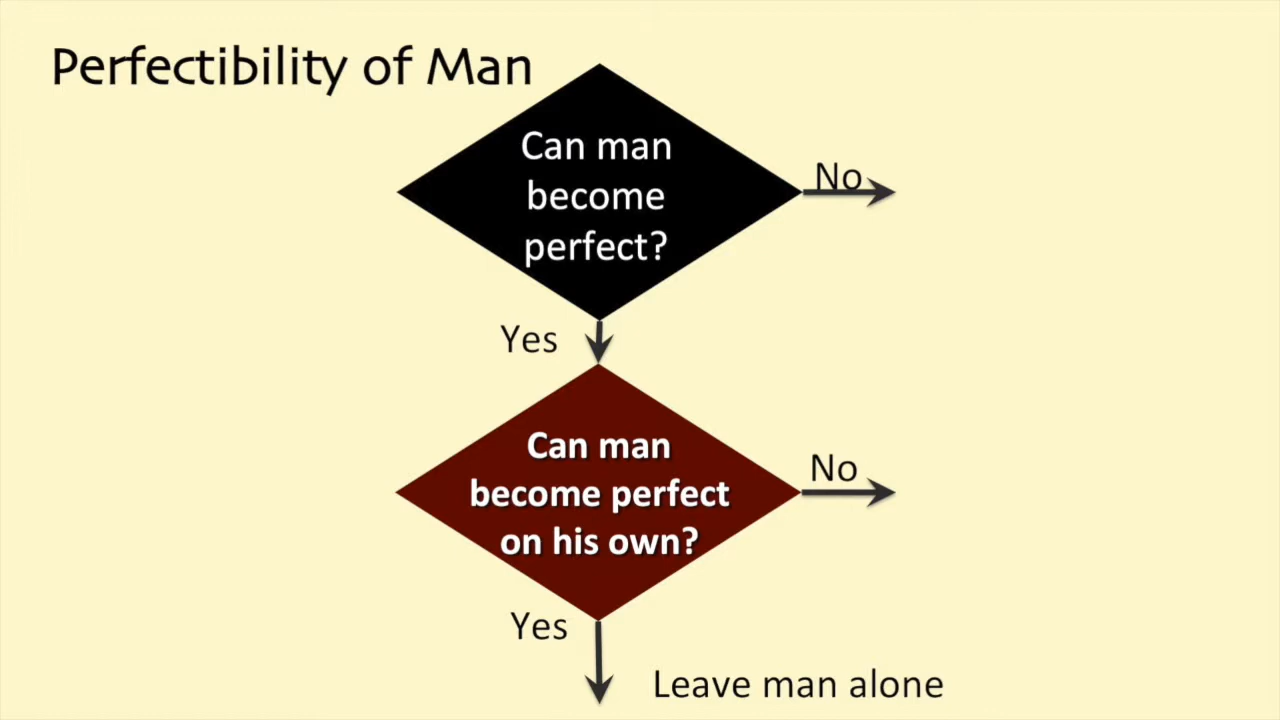 Perfectibility of Man
Can man
become
perfect?
No
Yes
Can man
become perfect
on his own?
No
Yes
Leave man alone